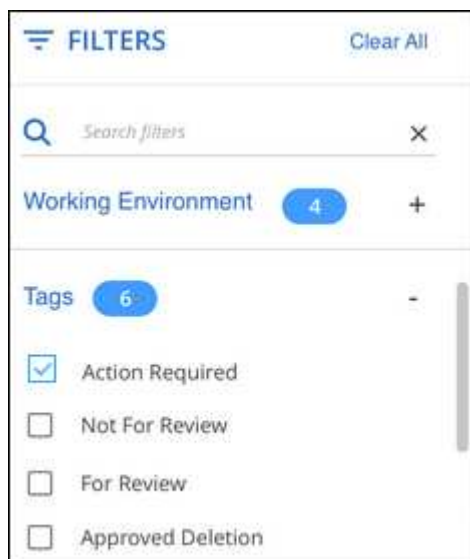 FILTERS Clear All
Search filters
Working Environment 4 +
Tags 6 -
Action Required
Not For Review
For Review
Approved Deletion